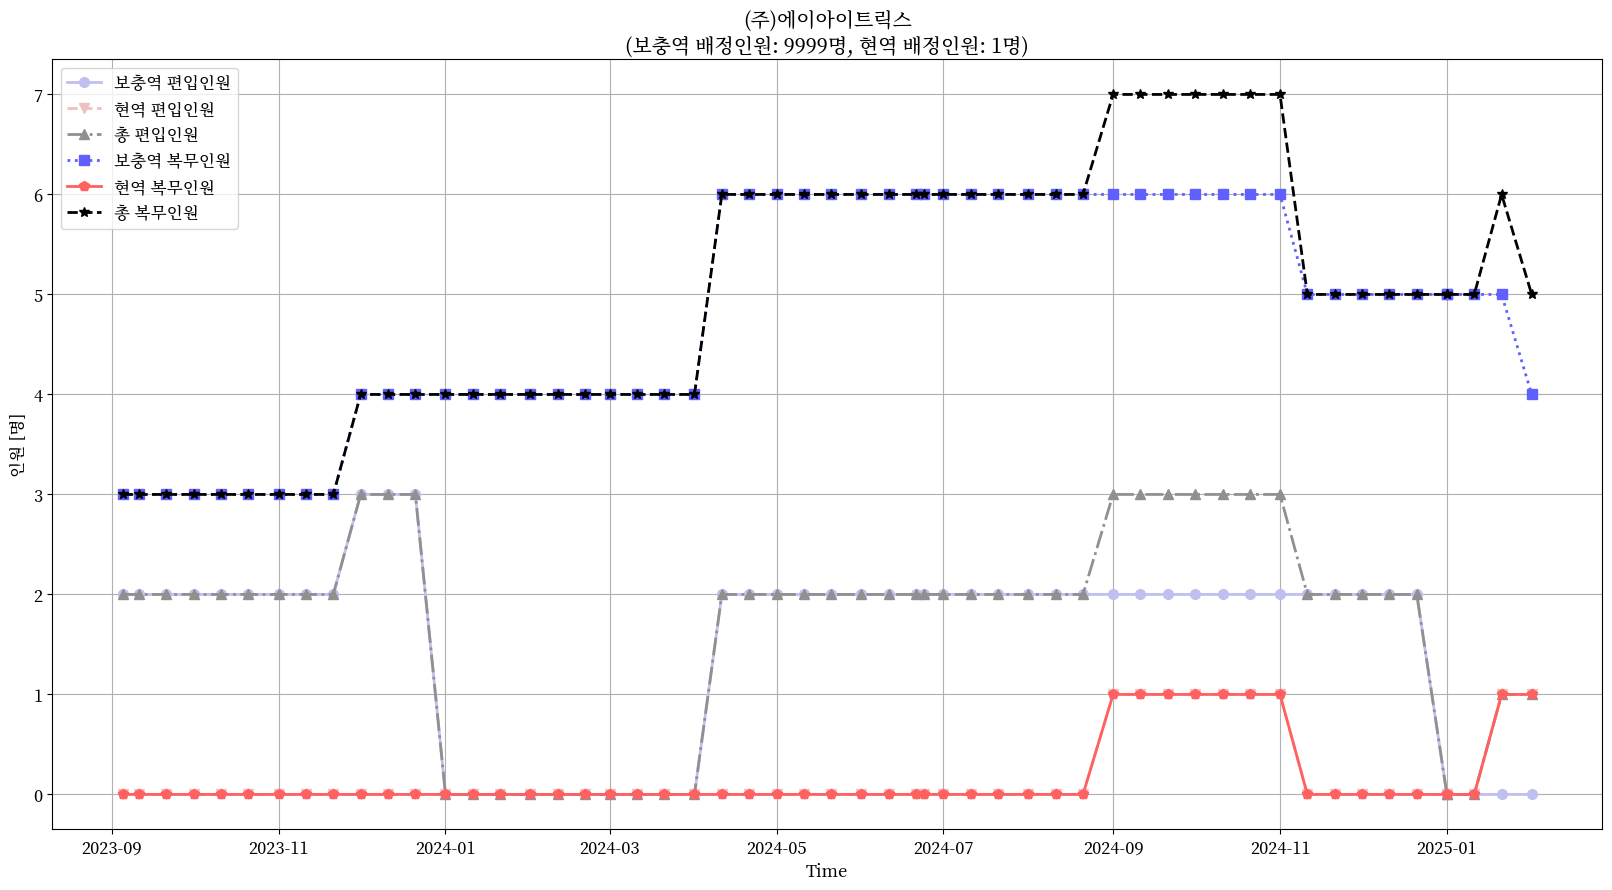 (주)에이아이트릭스
(보충역 배정인원: 9999명, 현역 배정인원: 1명)
보충역 편입인원
현역 편입인원
총 편입인원
보충역 복무인원
현역 복무인원
총 복무인원
인원 [명]
7
6
5
4
3
2
1
0
2023-09
2023-11
2024-01
2024-03
2024-05
2024-07
2024-09
2024-11
2025-01
Time